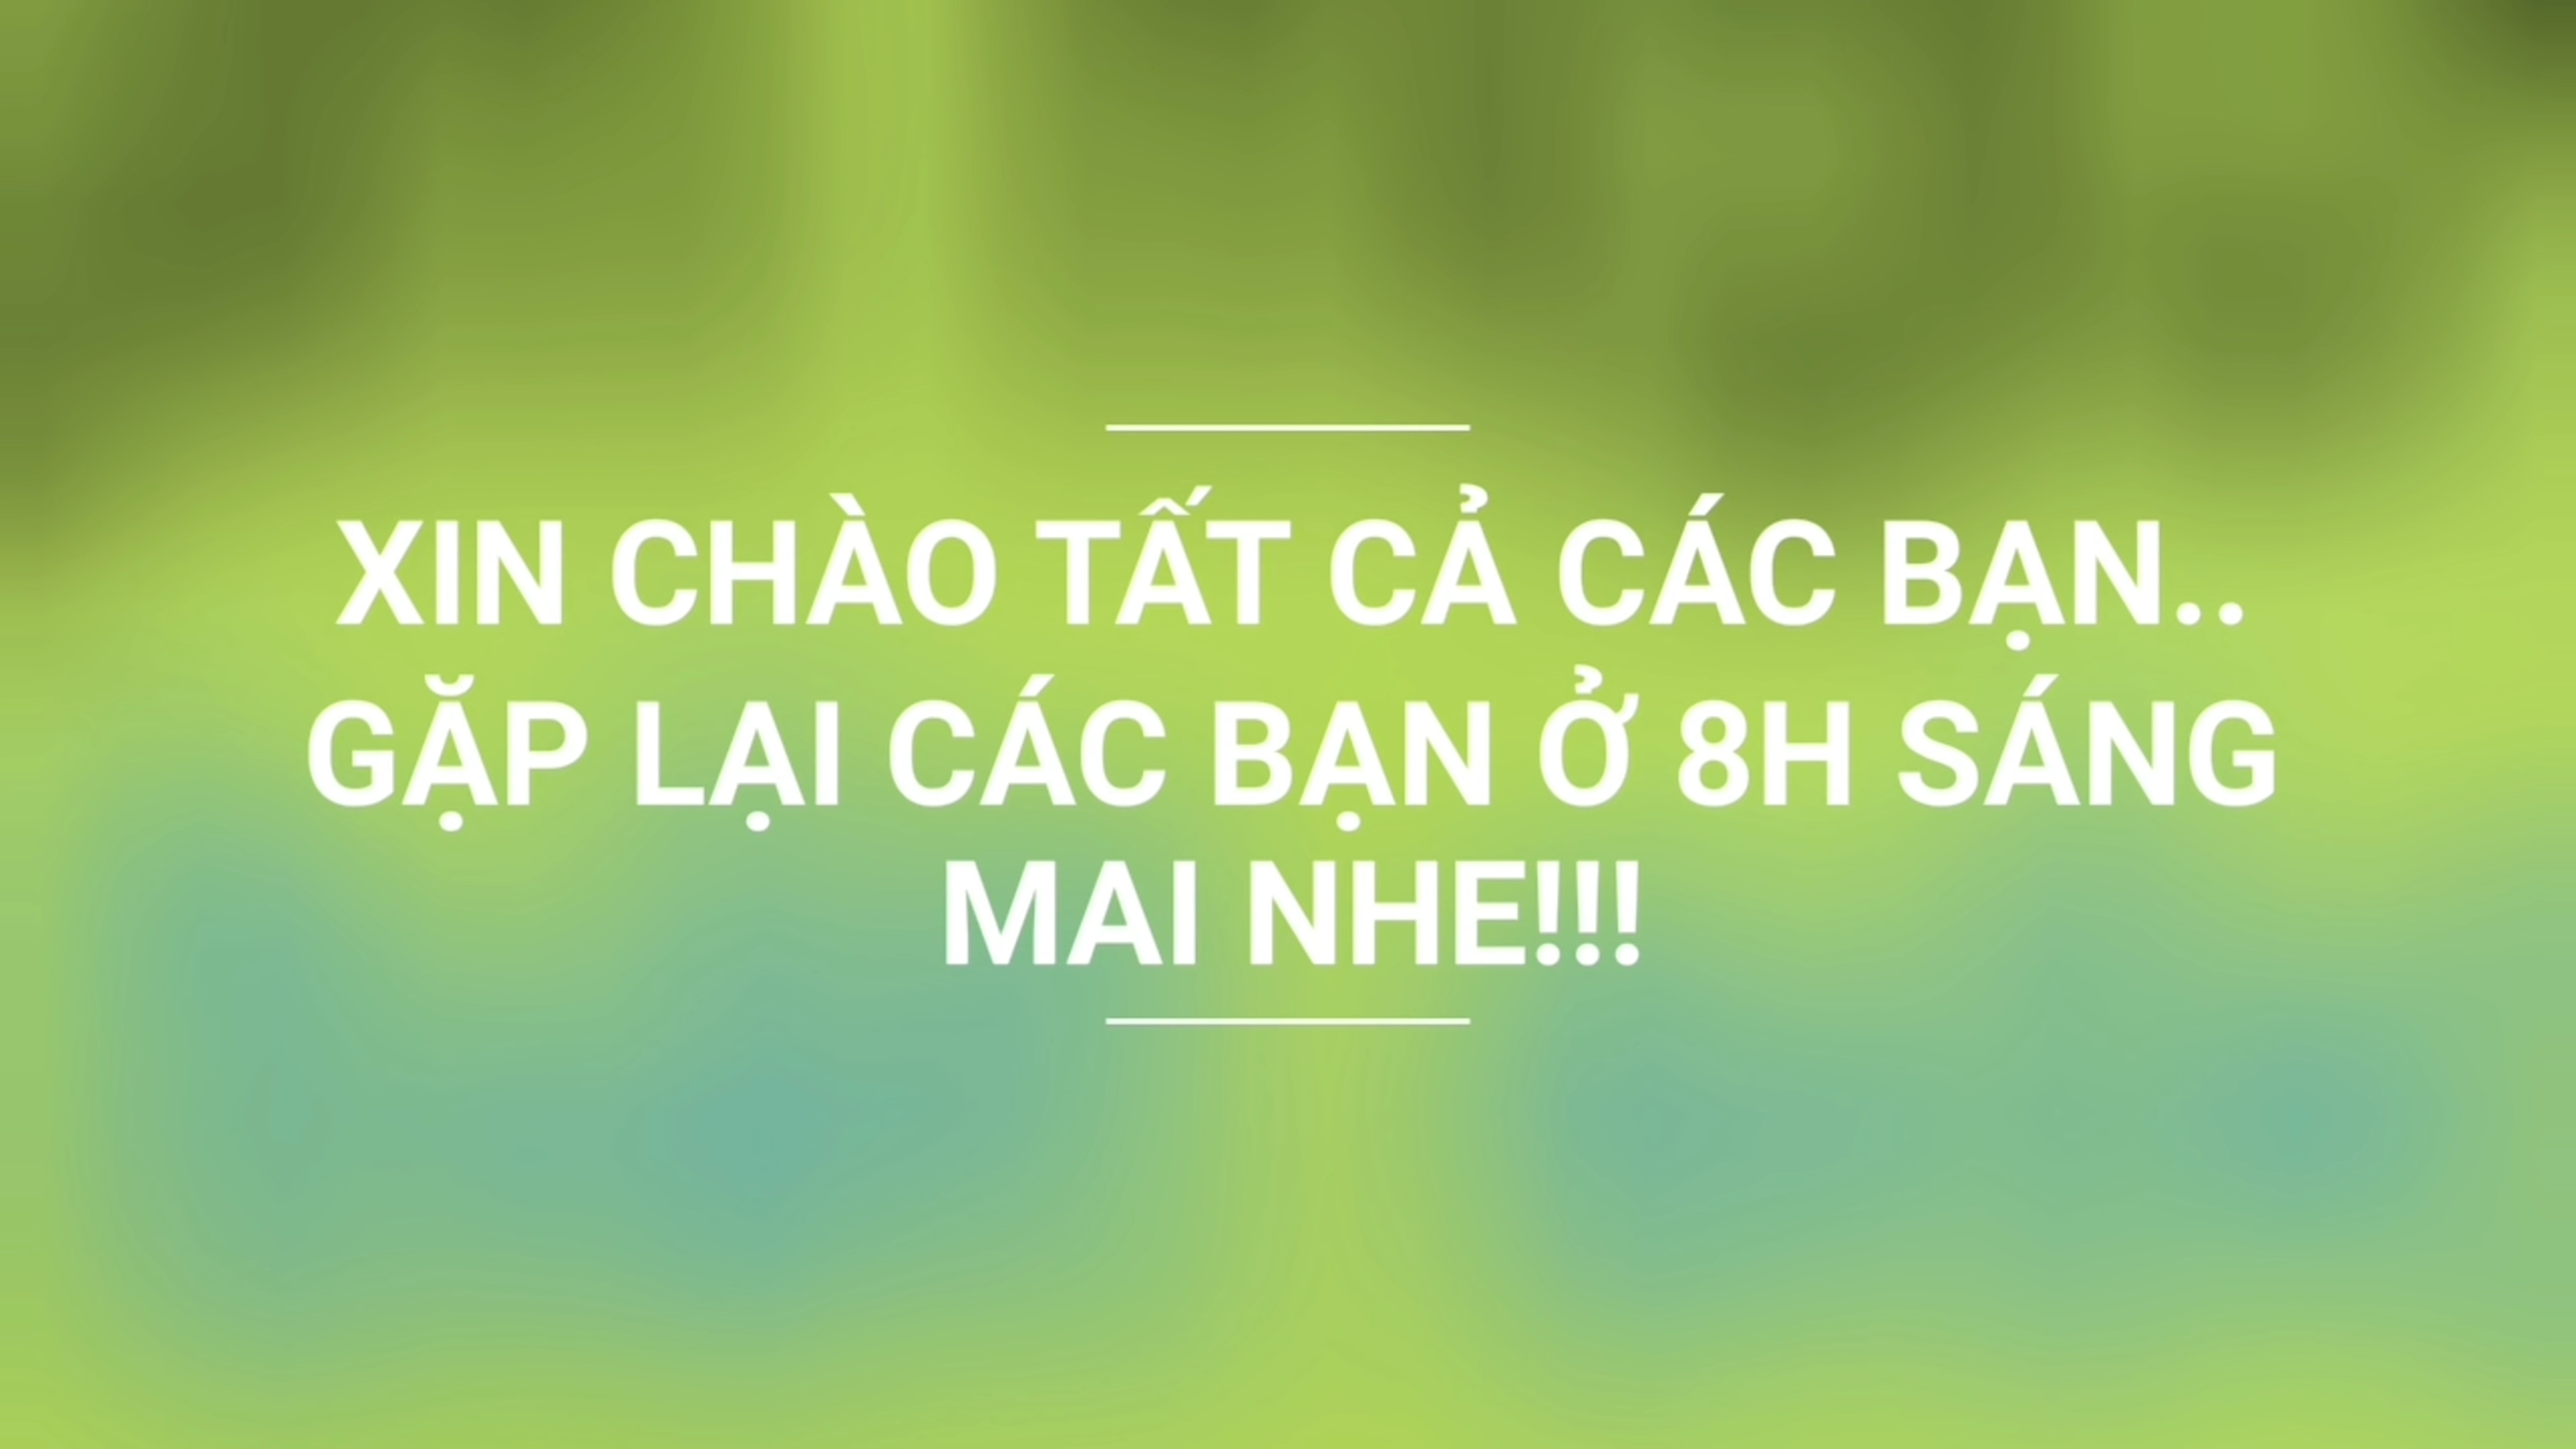 XIN CHÀO TẤT CẢ CÁC BẠN..
GẶP LẠI CÁC BẠN Ở 8H SÁNG
MAI NHE!!!